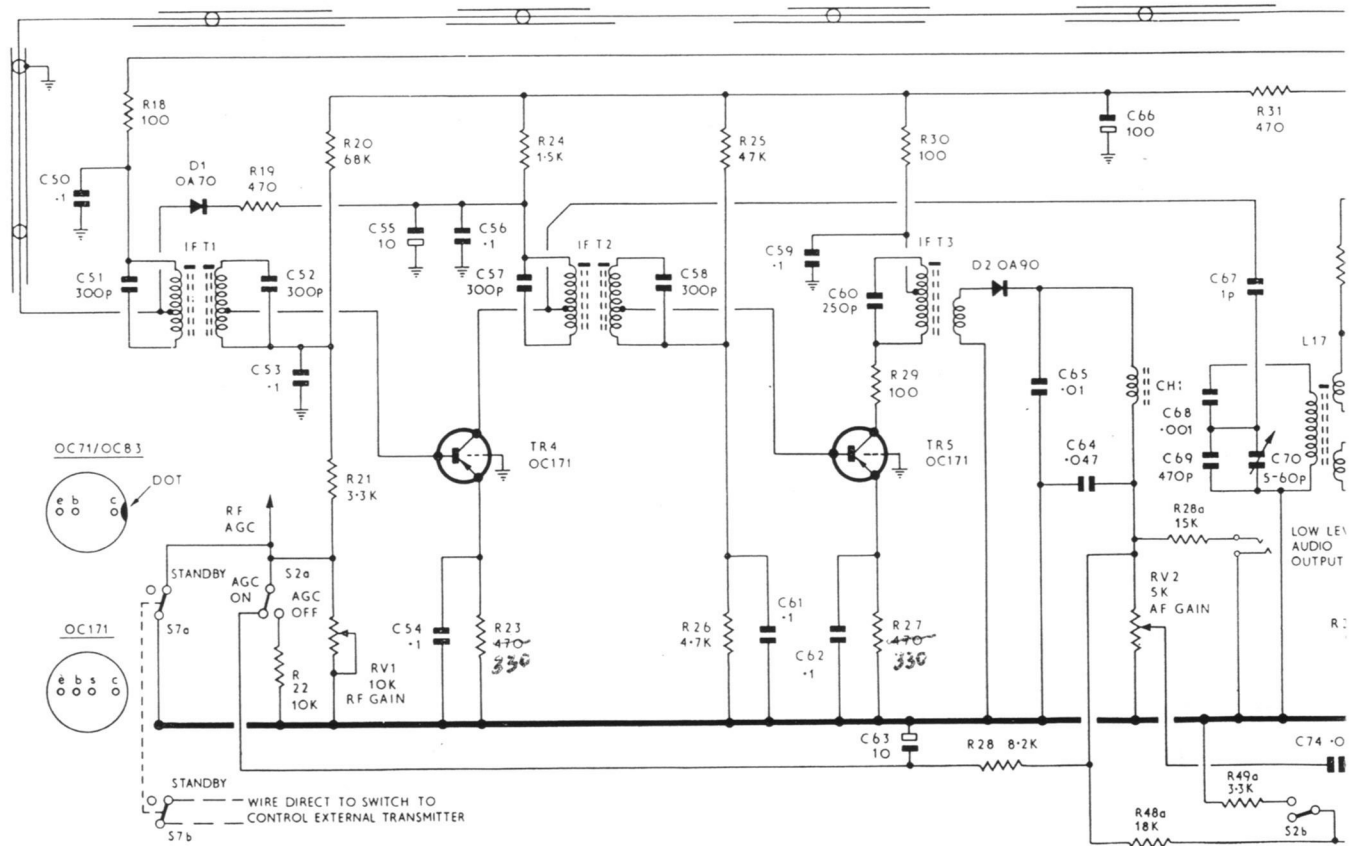 R18
100
C50
·1
D1
OA70
R19
470
R20
68K
R24
1·5K
R25
47K
R30
100
C66
100
R31
470
IFT1
C51
300p
C52
300p
C53
·1
C55
10
C56
·1
IFT2
C57
300p
C58
300p
C59
·1
IFT3
C60
250p
D2 OA90
C67
1p
L17
R29
100
C65
·01
CH1
C68
·001
C64
·047
C69
470p
C70
5-60p
OC71/OC83
DOT
e b c
R21
3·3K
TR4
OC171
TR5
OC171
RF
AGC
R28a
15K
LOW LEV
AUDIO
OUTPUT
STANDBY
AGC
ON
S2a
AGC
OFF
S7a
RV2
5K
AF GAIN
OC171
e b s c
C54
·1
R23
470
330
R26
4·7K
C61
·1
C62
·1
R27
470
330
R
22
10K
RV1
10K
RF GAIN
C63
10
R28 8·2K
C74 ·0
STANDBY
WIRE DIRECT TO SWITCH TO
CONTROL EXTERNAL TRANSMITTER
S7b
R49a
3·3K
R48a
18K
S2b